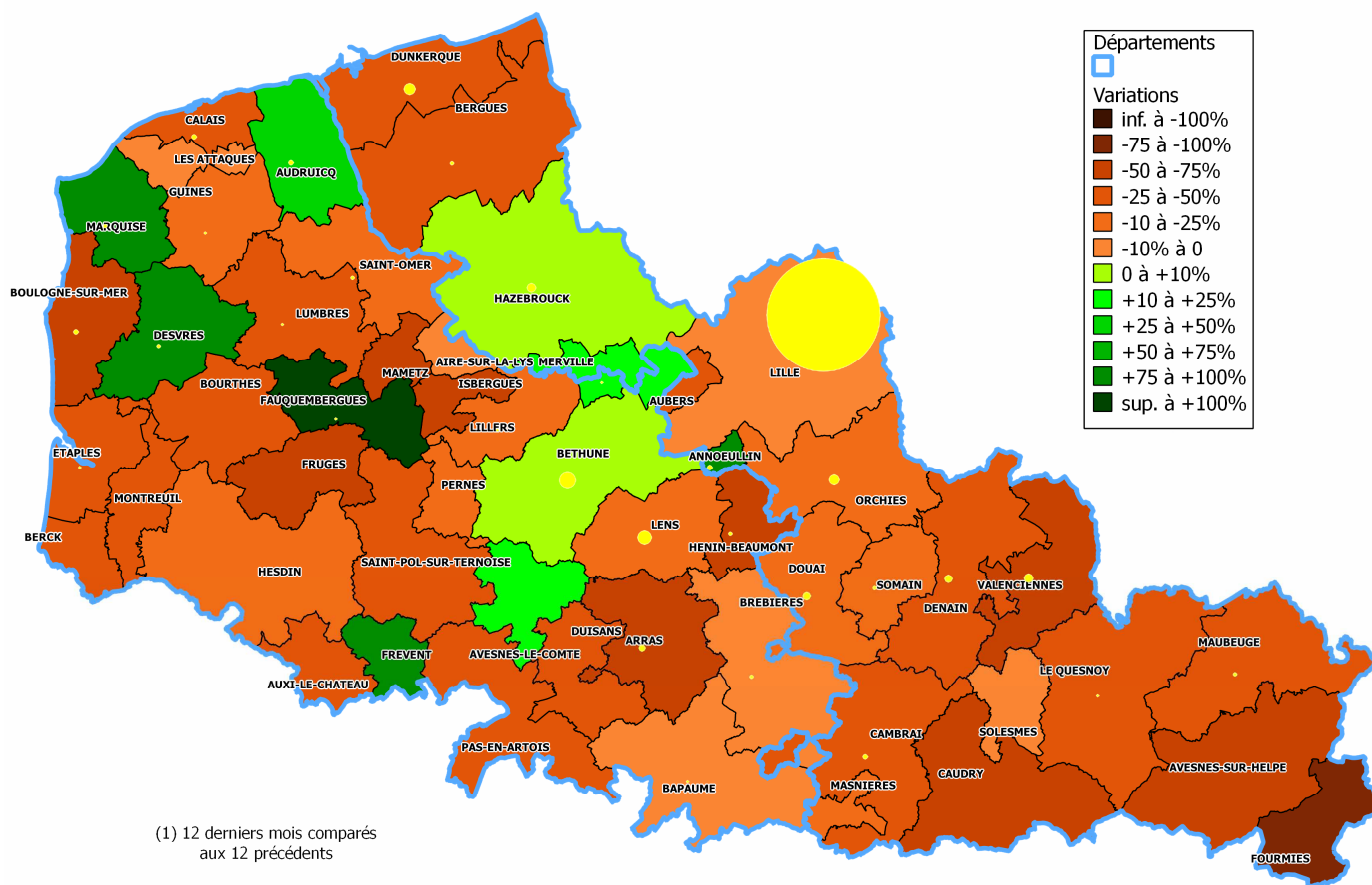 DUNKERQUE
BERGUES
CALAIS
LES ATTAQUES
AUDRUICQ
GUINES
MARQUISE
SAINT-OMER
BOULOGNE-SUR-MER
HAZEBROUCK
LUMBRES
DESVRES
AIRE-SUR-LA-LYS
MERVILLE
MAMETZ
LILLE
BOURTHES
ISBERGUES
FAUQUEMBERGUES
AUBERS
LILLFRS
ETAPLES
BETHUNE
ANNOEULLIN
FRUGES
PERNES
MONTREUIL
ORCHIES
LENS
BERCK
HENIN-BEAUMONT
SAINT-POL-SUR-TERNOISE
HESDIN
DOUAI
SOMAIN
VALENCIENNES
BREBIERES
DENAIN
DUISANS
ARRAS
MAUBEUGE
FREVENT
AVESNES-LE-COMTE
LE QUESNOY
AUXI-LE-CHATEAU
SOLESMES
CAMBRAI
PAS-EN-ARTOIS
AVESNES-SUR-HELPE
CAUDRY
MASNIERES
BAPAUME
FOURMIES
Départements
Variations
inf. à -100%
-75 à -100%
-50 à -75%
-25 à -50%
-10 à -25%
-10% à 0
0 à +10%
+10 à +25%
+25 à +50%
+50 à +75%
+75 à +100%
sup. à +100%
(1) 12 derniers mois comparés
aux 12 précédents